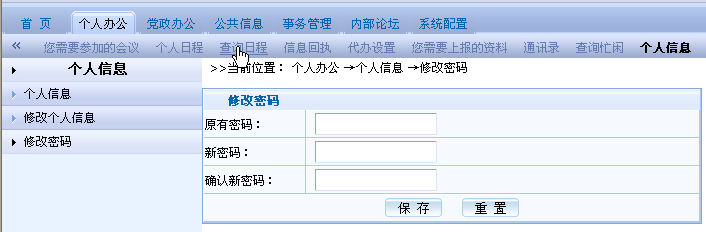 首 页 个人办公 党政办公 公共信息 事务管理 内部论坛 系统配置
« 您需要参加的会议 个人日程 查询日程 信息回执 代办设置 您需要上报的资料 通讯录 查询忙闲 个人信息
个人信息
>>当前位置： 个人办公 →个人信息 →修改密码
个人信息
修改个人信息
修改密码
修改密码
原有密码：
新密码：
确认新密码：
保 存 重 置